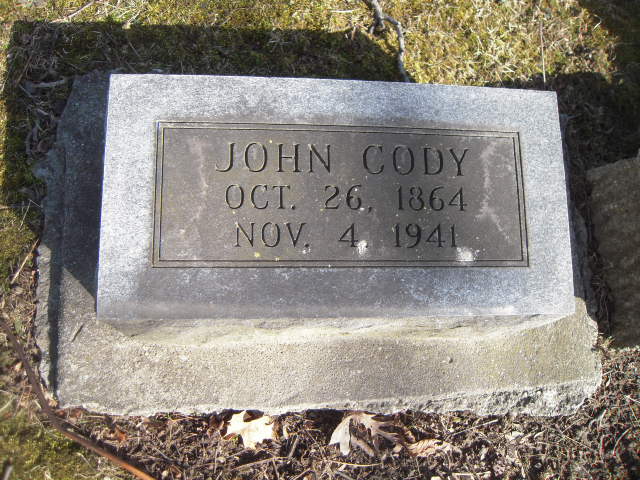 JOHN CODY
OCT. 26, 1864
NOV. 4, 1941